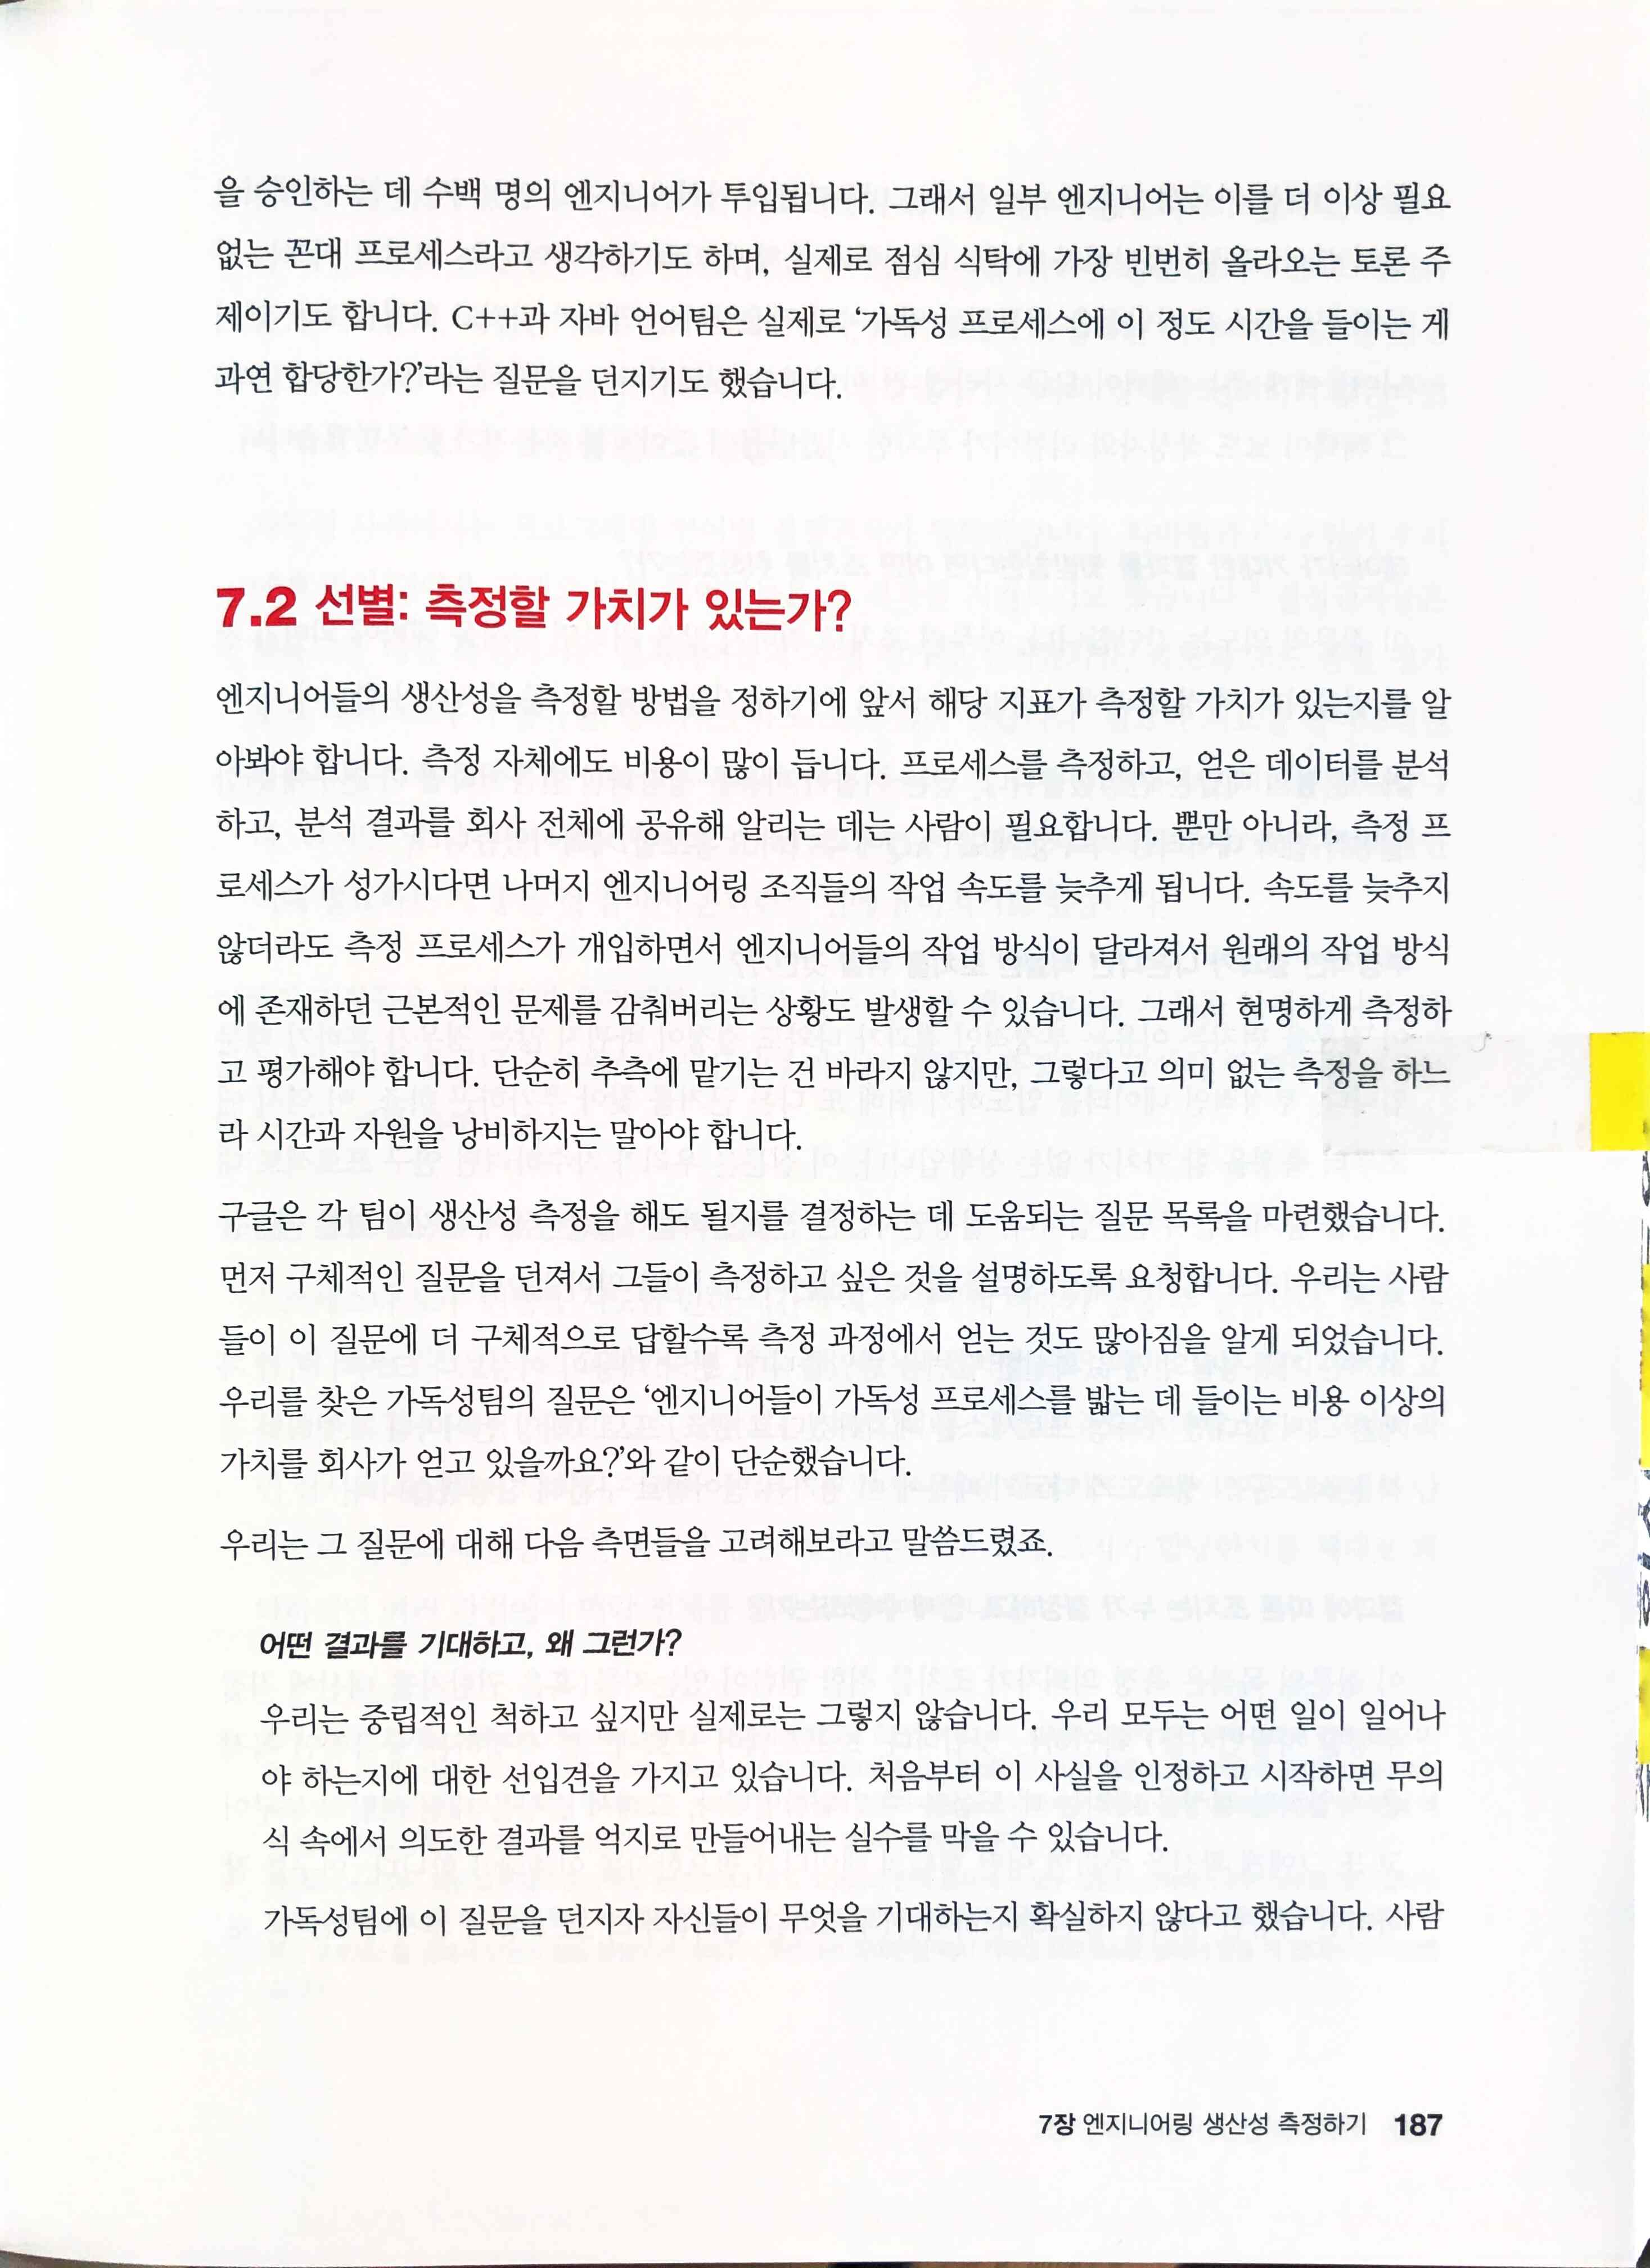 을 승인하는 데 수백 명의 엔지니어가 투입됩니다. 그래서 일부 엔지니어는 이를 더 이상 필요
없는 꼰대 프로세스라고 생각하기도 하며, 실제로 점심 식탁에 가장 빈번히 올라오는 토론 주
제이기도 합니다. C++과 자바 언어팀은 실제로 ‘가독성 프로세스에 이 정도 시간을 들이는 게
과연 합당한가?’라는 질문을 던지기도 했습니다.
7.2 선별: 측정할 가치가 있는가?
엔지니어들의 생산성을 측정할 방법을 정하기에 앞서 해당 지표가 측정할 가치가 있는지를 알
아봐야 합니다. 측정 자체에도 비용이 많이 듭니다. 프로세스를 측정하고, 얻은 데이터를 분석
하고, 분석 결과를 회사 전체에 공유해 알리는 데는 사람이 필요합니다. 뿐만 아니라, 측정 프
로세스가 성가시다면 나머지 엔지니어링 조직들의 작업 속도를 늦추게 됩니다. 속도를 늦추지
않더라도 측정 프로세스가 개입하면서 엔지니어들의 작업 방식이 달라져서 원래의 작업 방식
에 존재하던 근본적인 문제를 감춰버리는 상황도 발생할 수 있습니다. 그래서 현명하게 측정하
고 평가해야 합니다. 단순히 추측에 맡기는 건 바라지 않지만, 그렇다고 의미 없는 측정을 하느
라 시간과 자원을 낭비하지는 말아야 합니다.
구글은 각 팀이 생산성 측정을 해도 될지를 결정하는 데 도움되는 질문 목록을 마련했습니다.
먼저 구체적인 질문을 던져서 그들이 측정하고 싶은 것을 설명하도록 요청합니다. 우리는 사람
들이 이 질문에 더 구체적으로 답할수록 측정 과정에서 얻는 것도 많아짐을 알게 되었습니다.
우리를 찾은 가독성팀의 질문은 ‘엔지니어들이 가독성 프로세스를 밟는 데 들이는 비용 이상의
가치를 회사가 얻고 있을까요?’와 같이 단순했습니다.
우리는 그 질문에 대해 다음 측면들을 고려해보라고 말씀드렸죠.
어떤 결과를 기대하고, 왜 그런가?
우리는 중립적인 척하고 싶지만 실제로는 그렇지 않습니다. 우리 모두는 어떤 일이 일어나
야 하는지에 대한 선입견을 가지고 있습니다. 처음부터 이 사실을 인정하고 시작하면 무의
식 속에서 의도한 결과를 억지로 만들어내는 실수를 막을 수 있습니다.
가독성팀에 이 질문을 던지자 자신들이 무엇을 기대하는지 확실하지 않다고 했습니다. 사람
7장 엔지니어링 생산성 측정하기 187